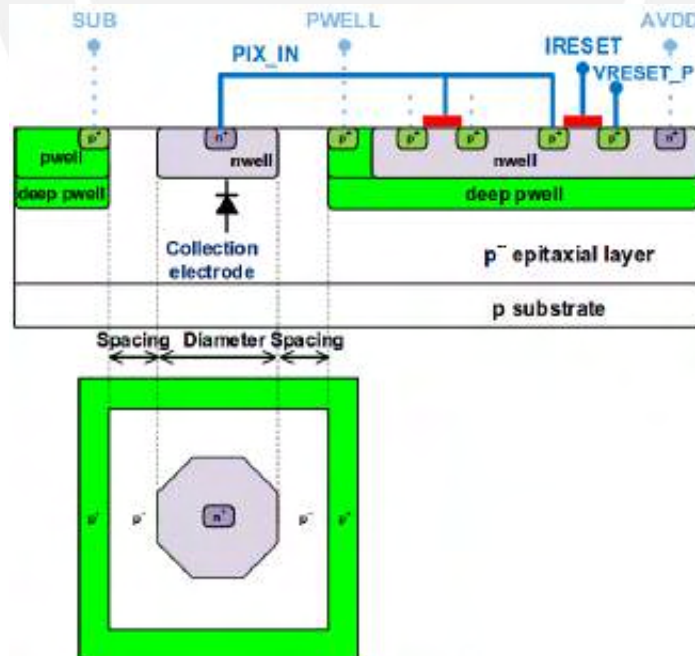 SUB PWELL AVDD
PIX_IN IRESET
VRESET_P
p+ n+ p+ p+ p+ p+ p+ n+
pwell nwell nwell
deep pwell deep pwell
Collection
electrode
p⁻ epitaxial layer
p substrate
Spacing Diameter Spacing
p⁻ n+ p⁻